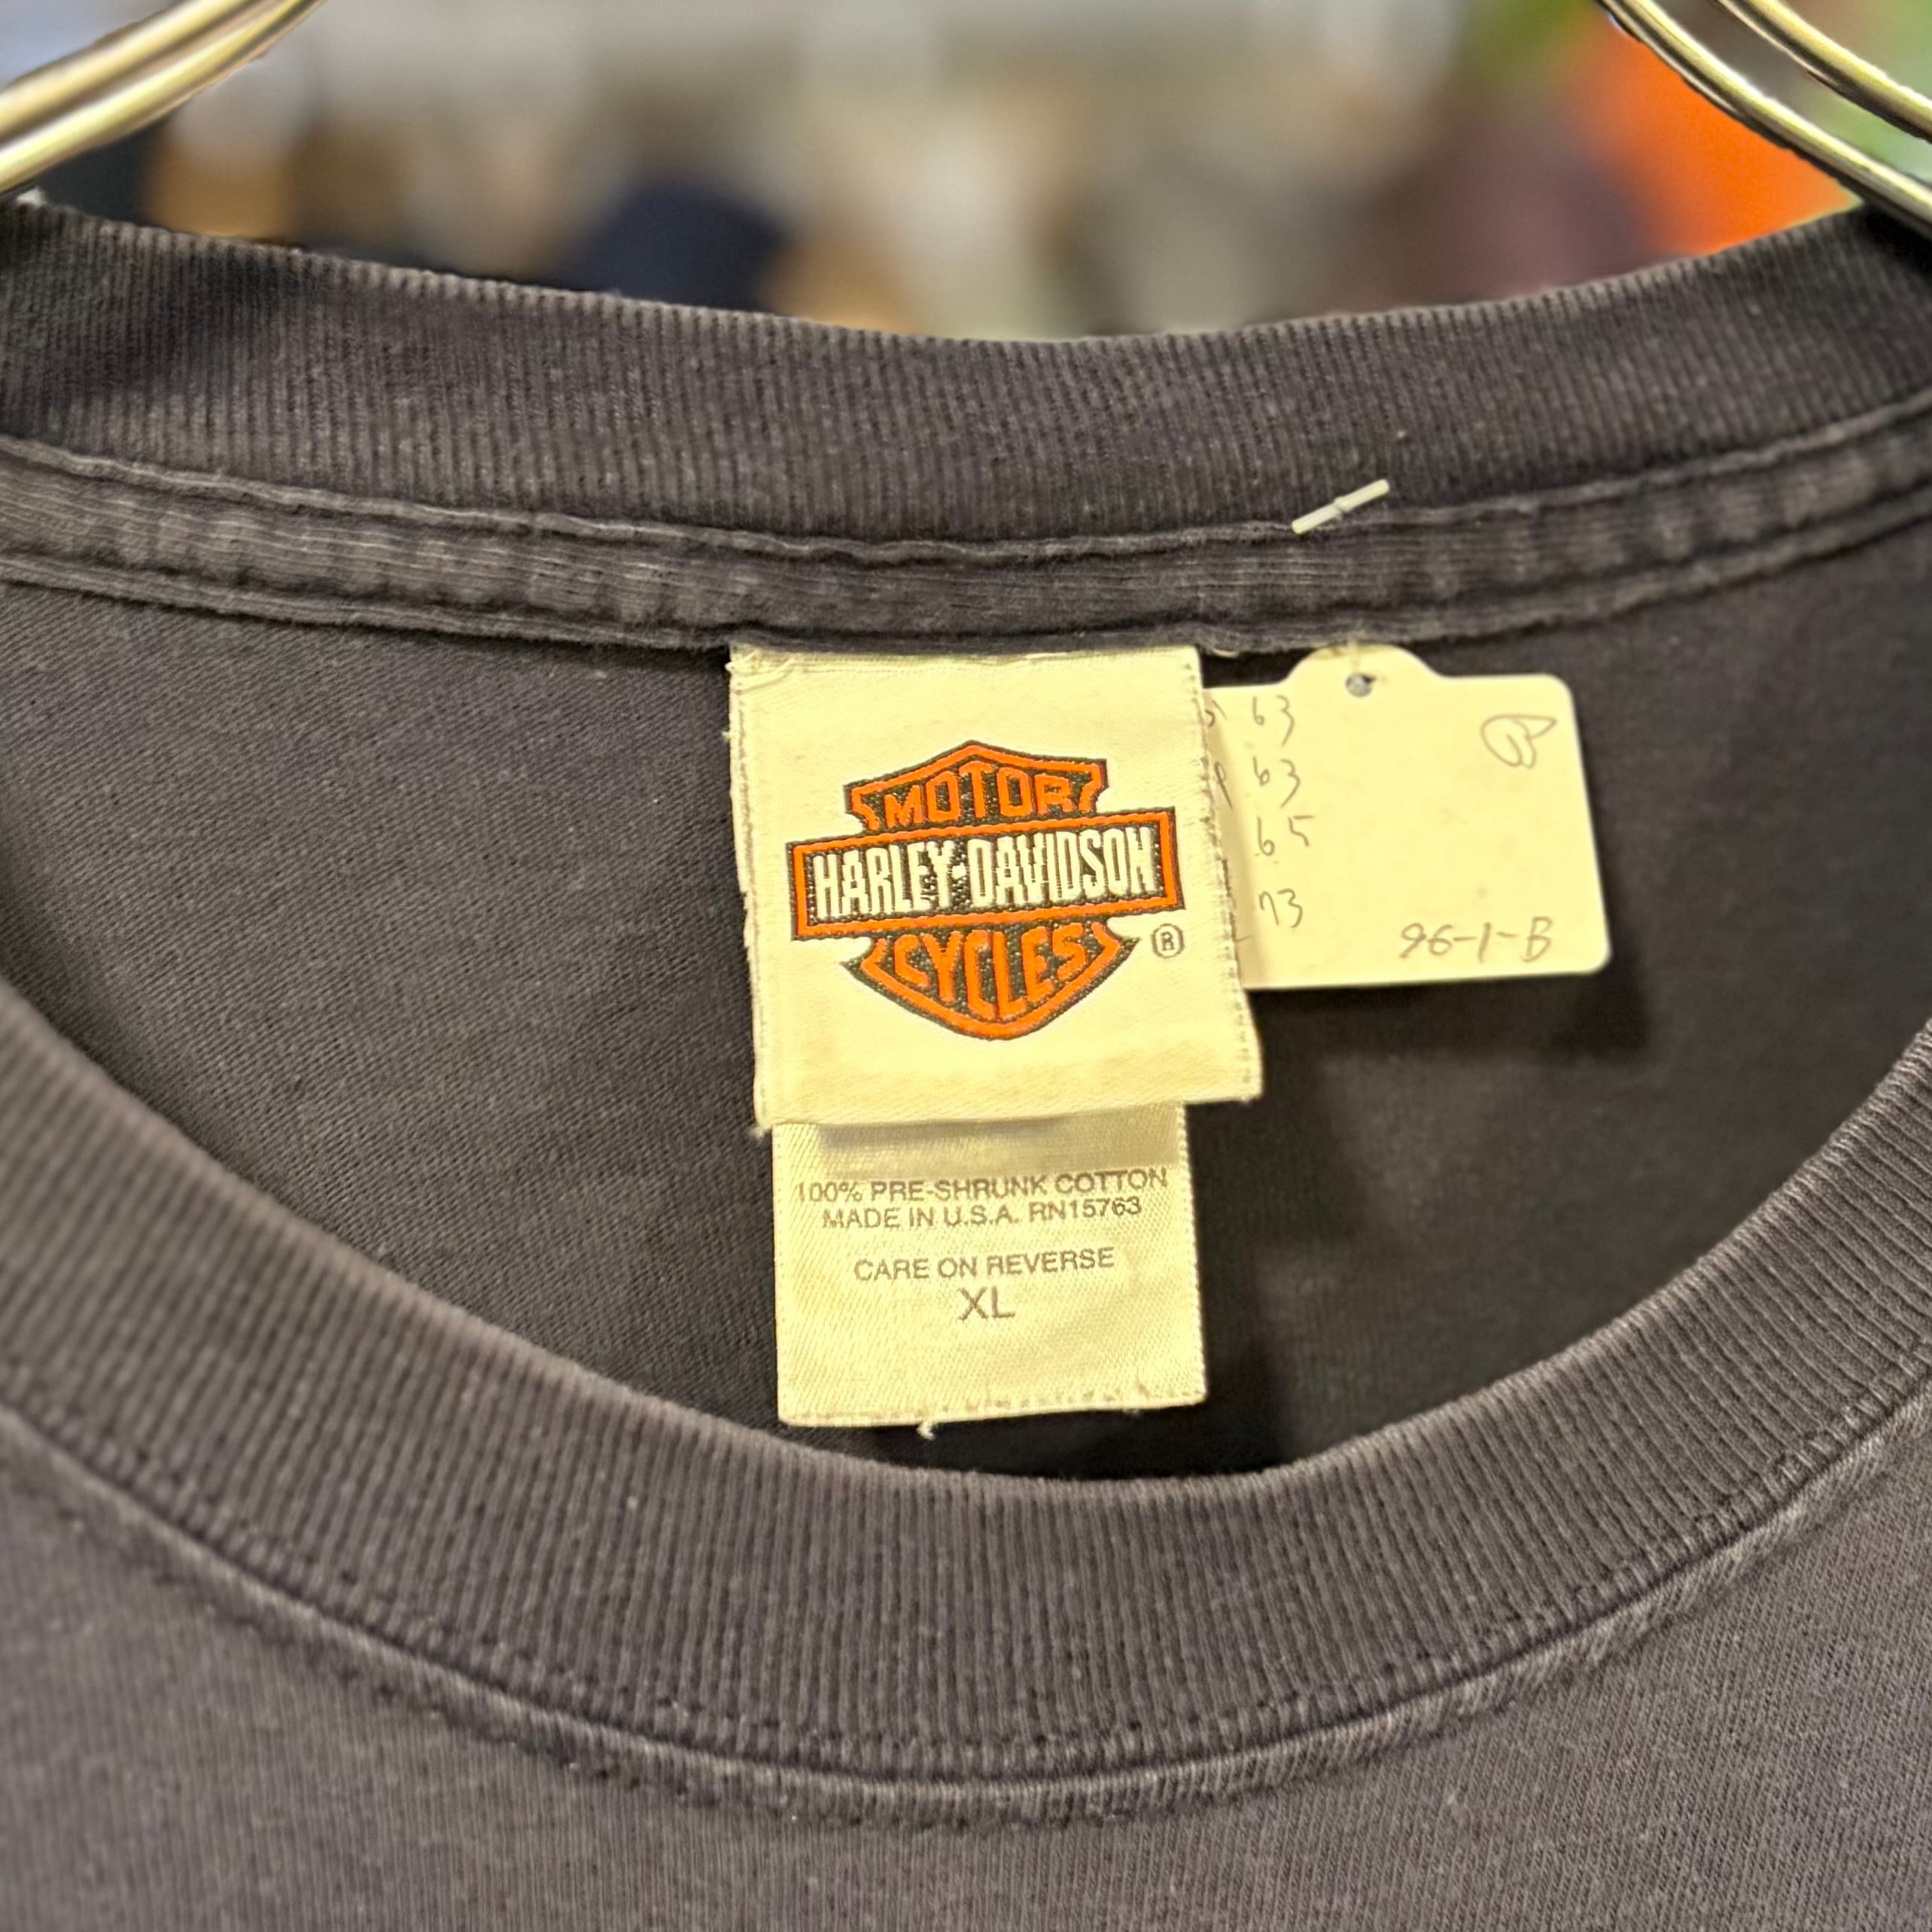 MOTOR
HARLEY-DAVIDSON
CYCLES
®
100% PRE-SHRUNK COTTON
MADE IN U.S.A. RN15763
CARE ON REVERSE
XL
63
63
65
73
96-1-B